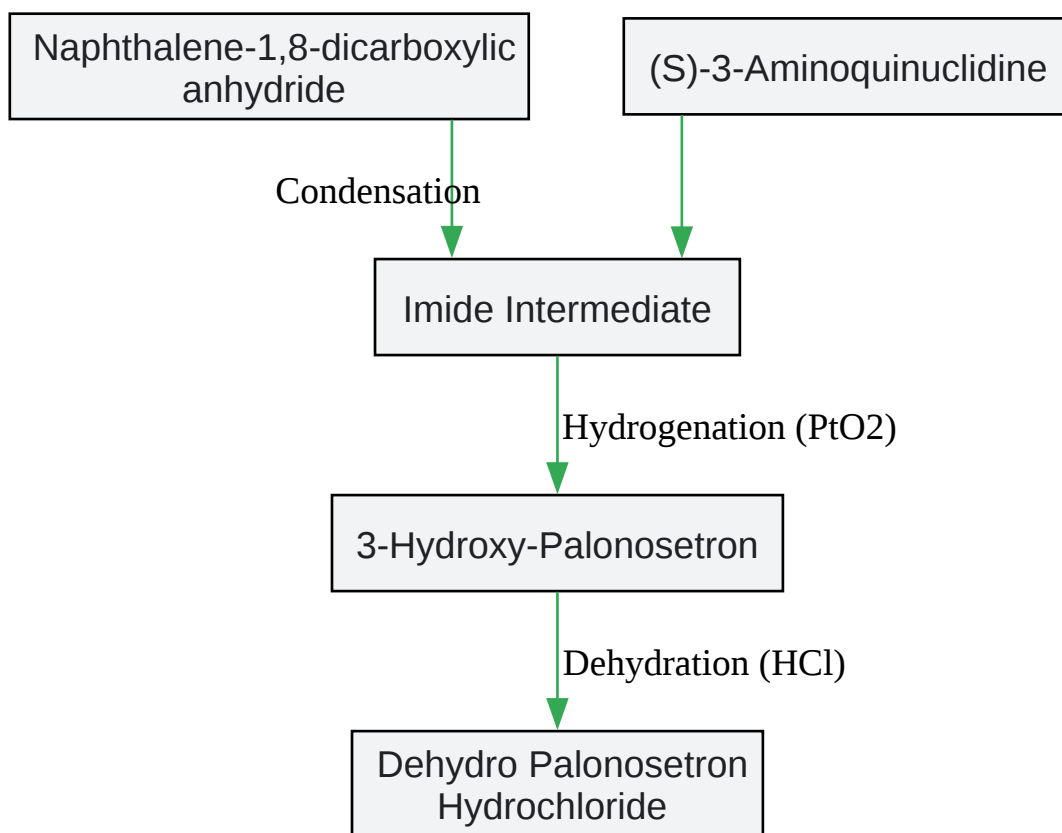 Naphthalene-1,8-dicarboxylic
anhydride
(S)-3-Aminoquinuclidine
Condensation
Imide Intermediate
Hydrogenation (PtO2)
3-Hydroxy-Palonosetron
Dehydration (HCl)
Dehydro Palonosetron
Hydrochloride